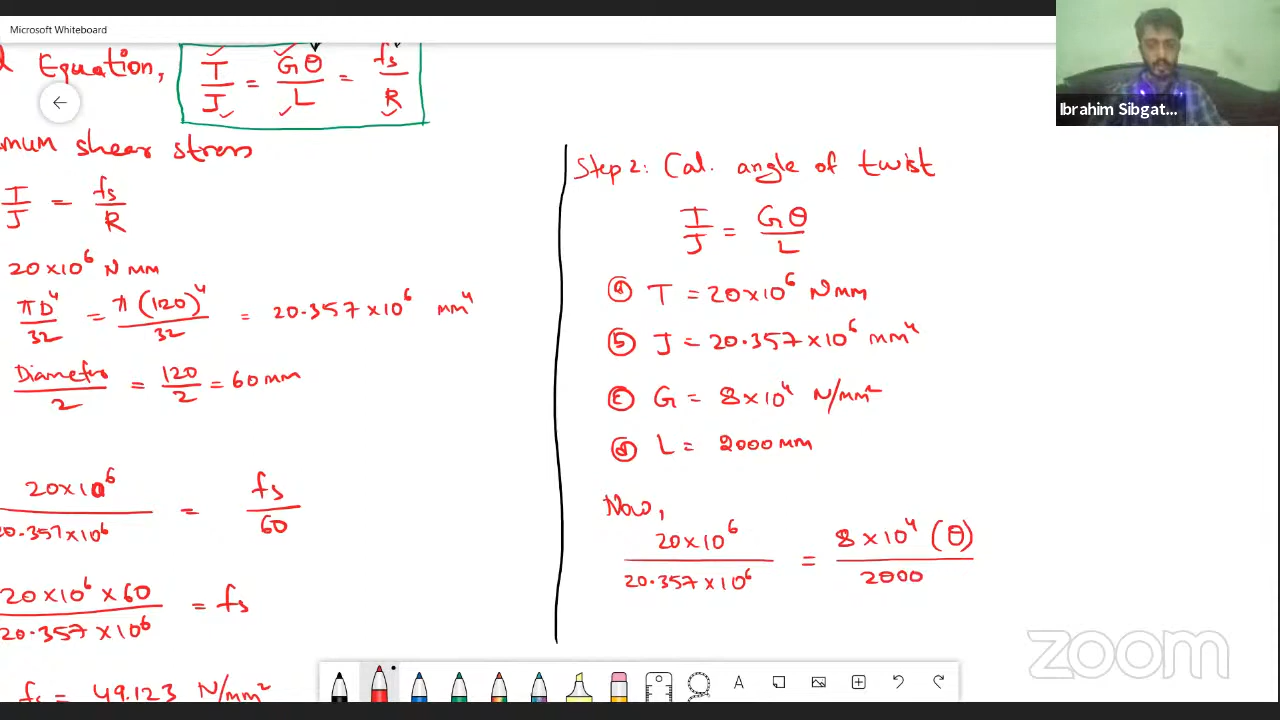 Microsoft Whiteboard
Equation, T/J = Gθ/L = fs/R
mum shear stress
T/J = fs/R
20×10⁶ N mm
πD⁴/32 = π(120)⁴/32 = 20.357×10⁶ mm⁴
Diameter/2 = 120/2 = 60 mm
20×10⁶/20.357×10⁶ = fs/60
20×10⁶×60/20.357×10⁶ = fs
fs = 49.123 N/mm²
Step 2: Cal. angle of twist
T/J = Gθ/L
ⓐ T = 20×10⁶ N mm
ⓑ J = 20.357×10⁶ mm⁴
ⓒ G = 8×10⁴ N/mm²
ⓓ L = 2000 mm
Now,
20×10⁶/20.357×10⁶ = 8×10⁴(θ)/2000
Ibrahim Sibgat...
zoom
A